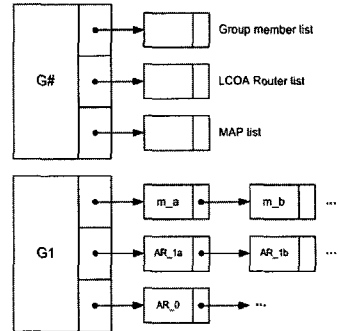 Group member list
G#
LCOA Router list
MAP list
m_a
m_b
...
G1
AR_1a
AR_1b
...
AR_0
...